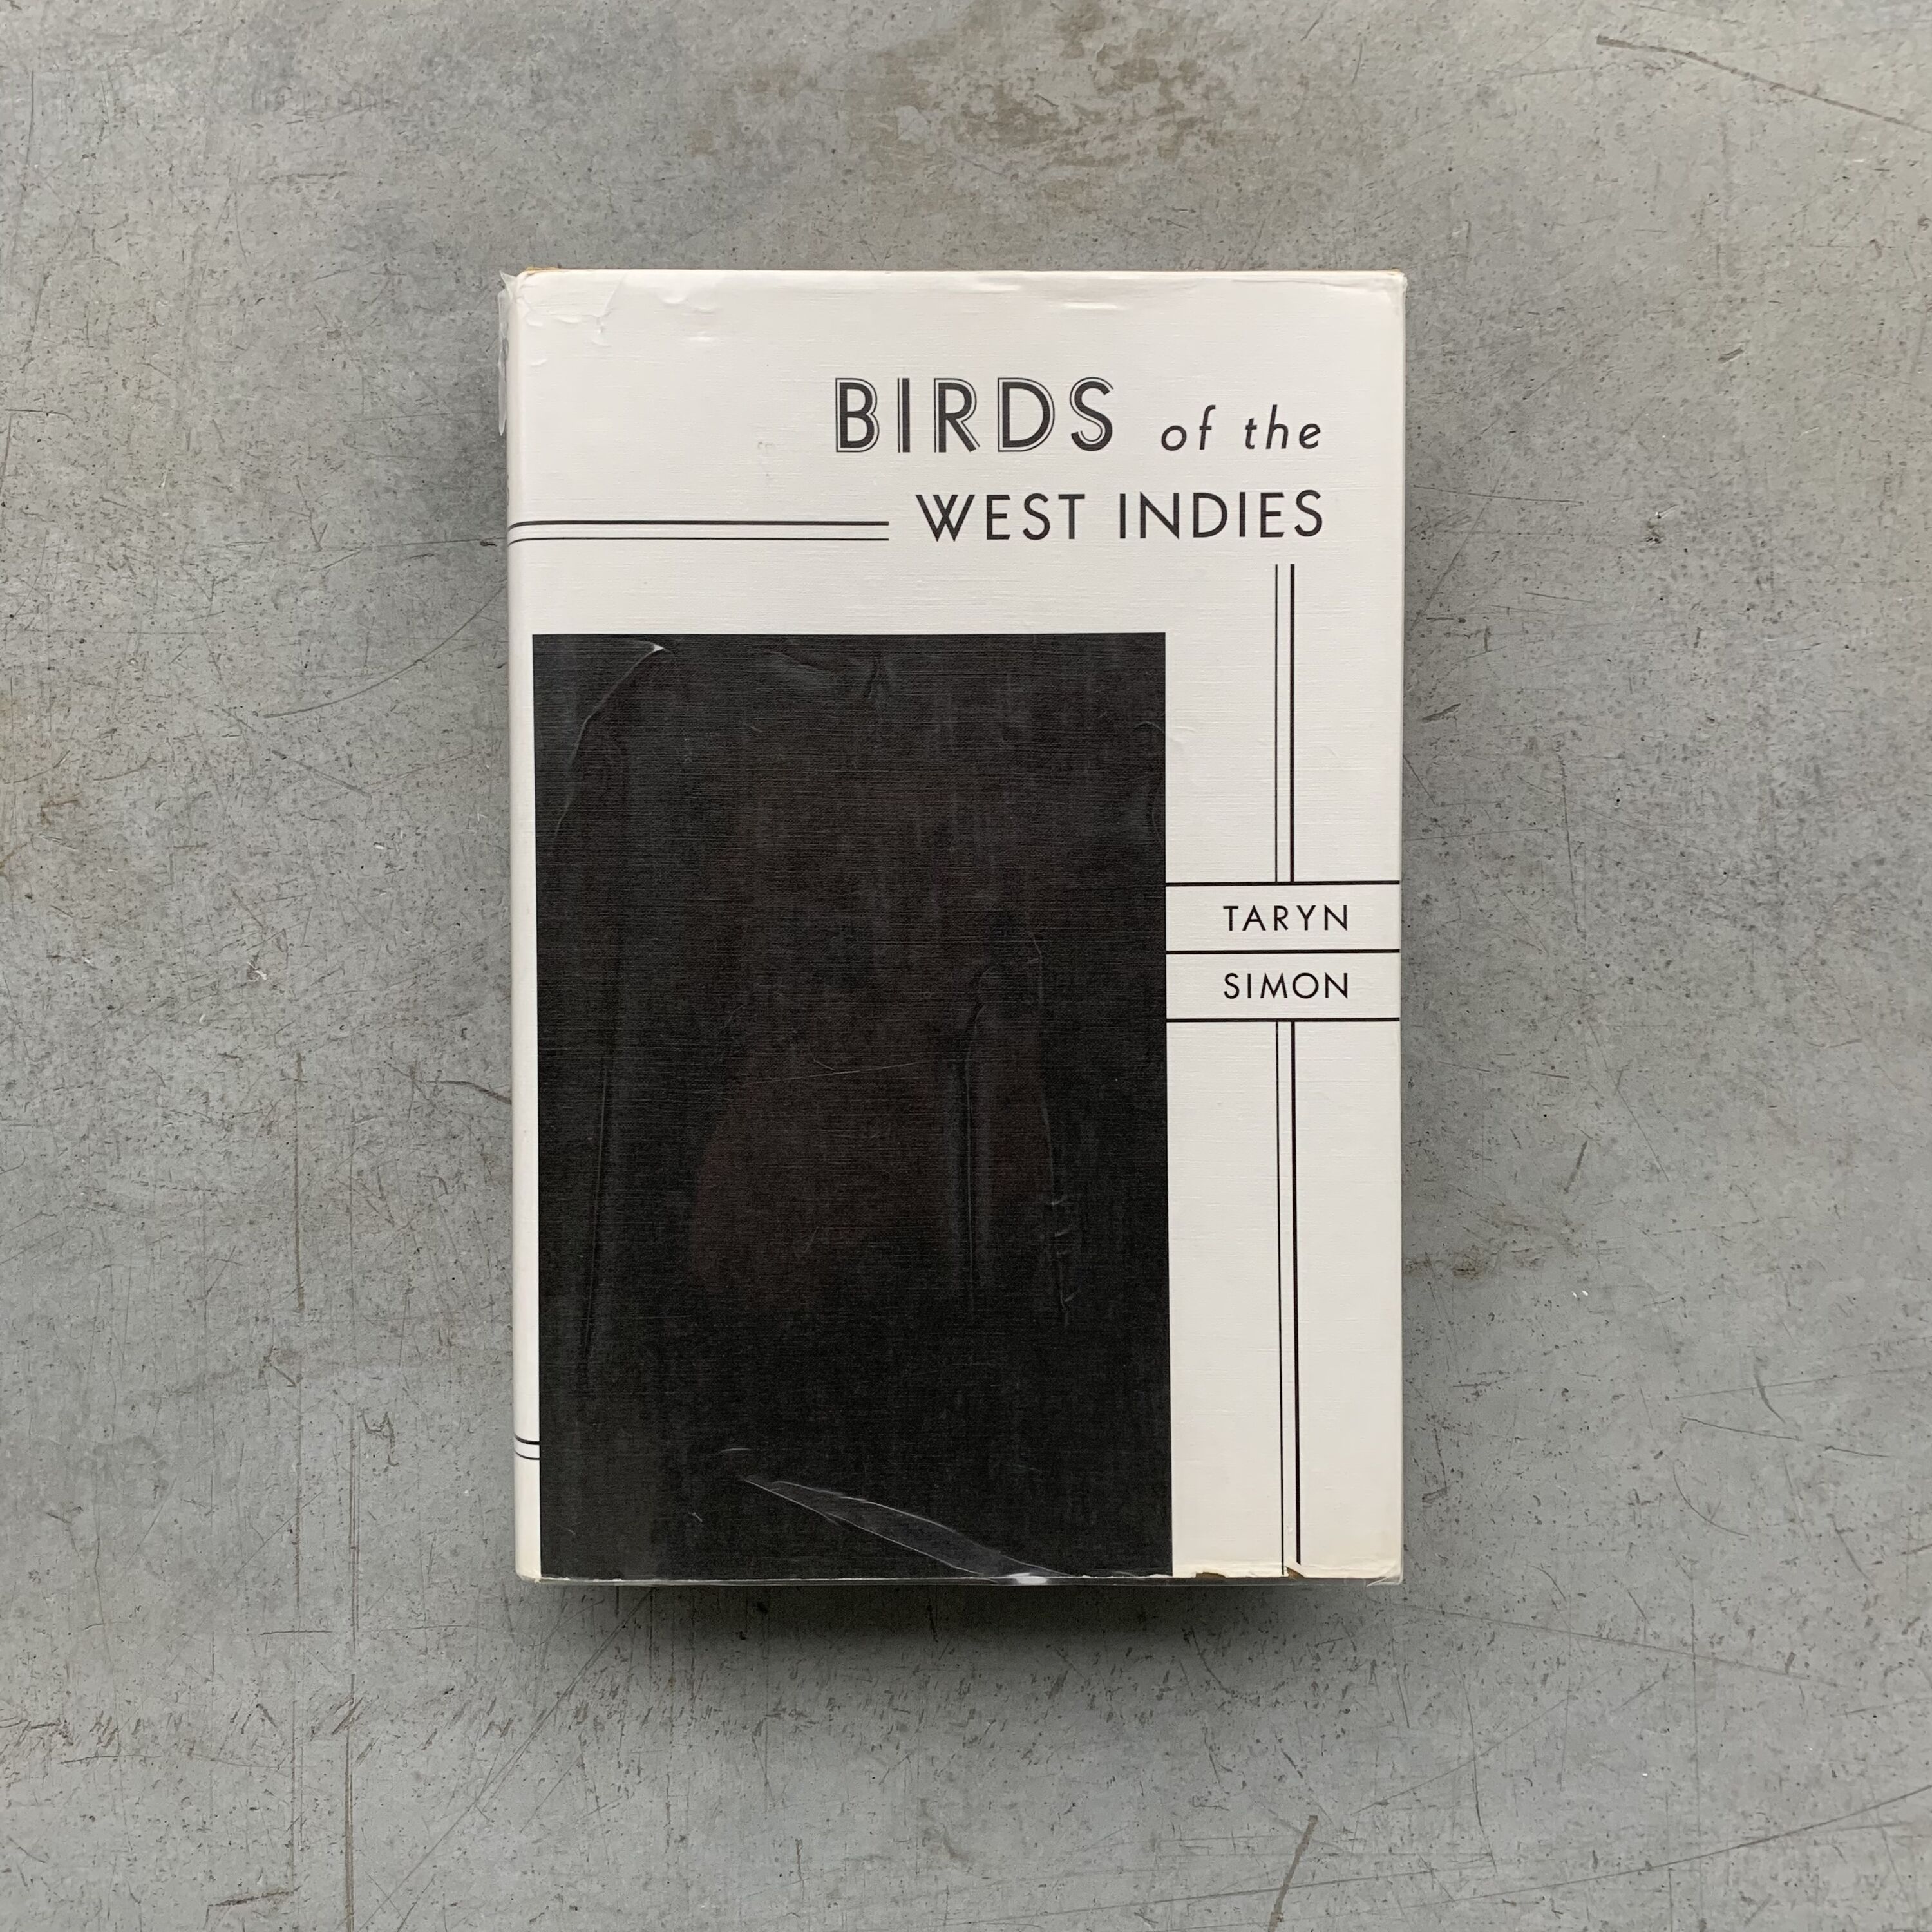 BIRDS of the
WEST INDIES
TARYN
SIMON